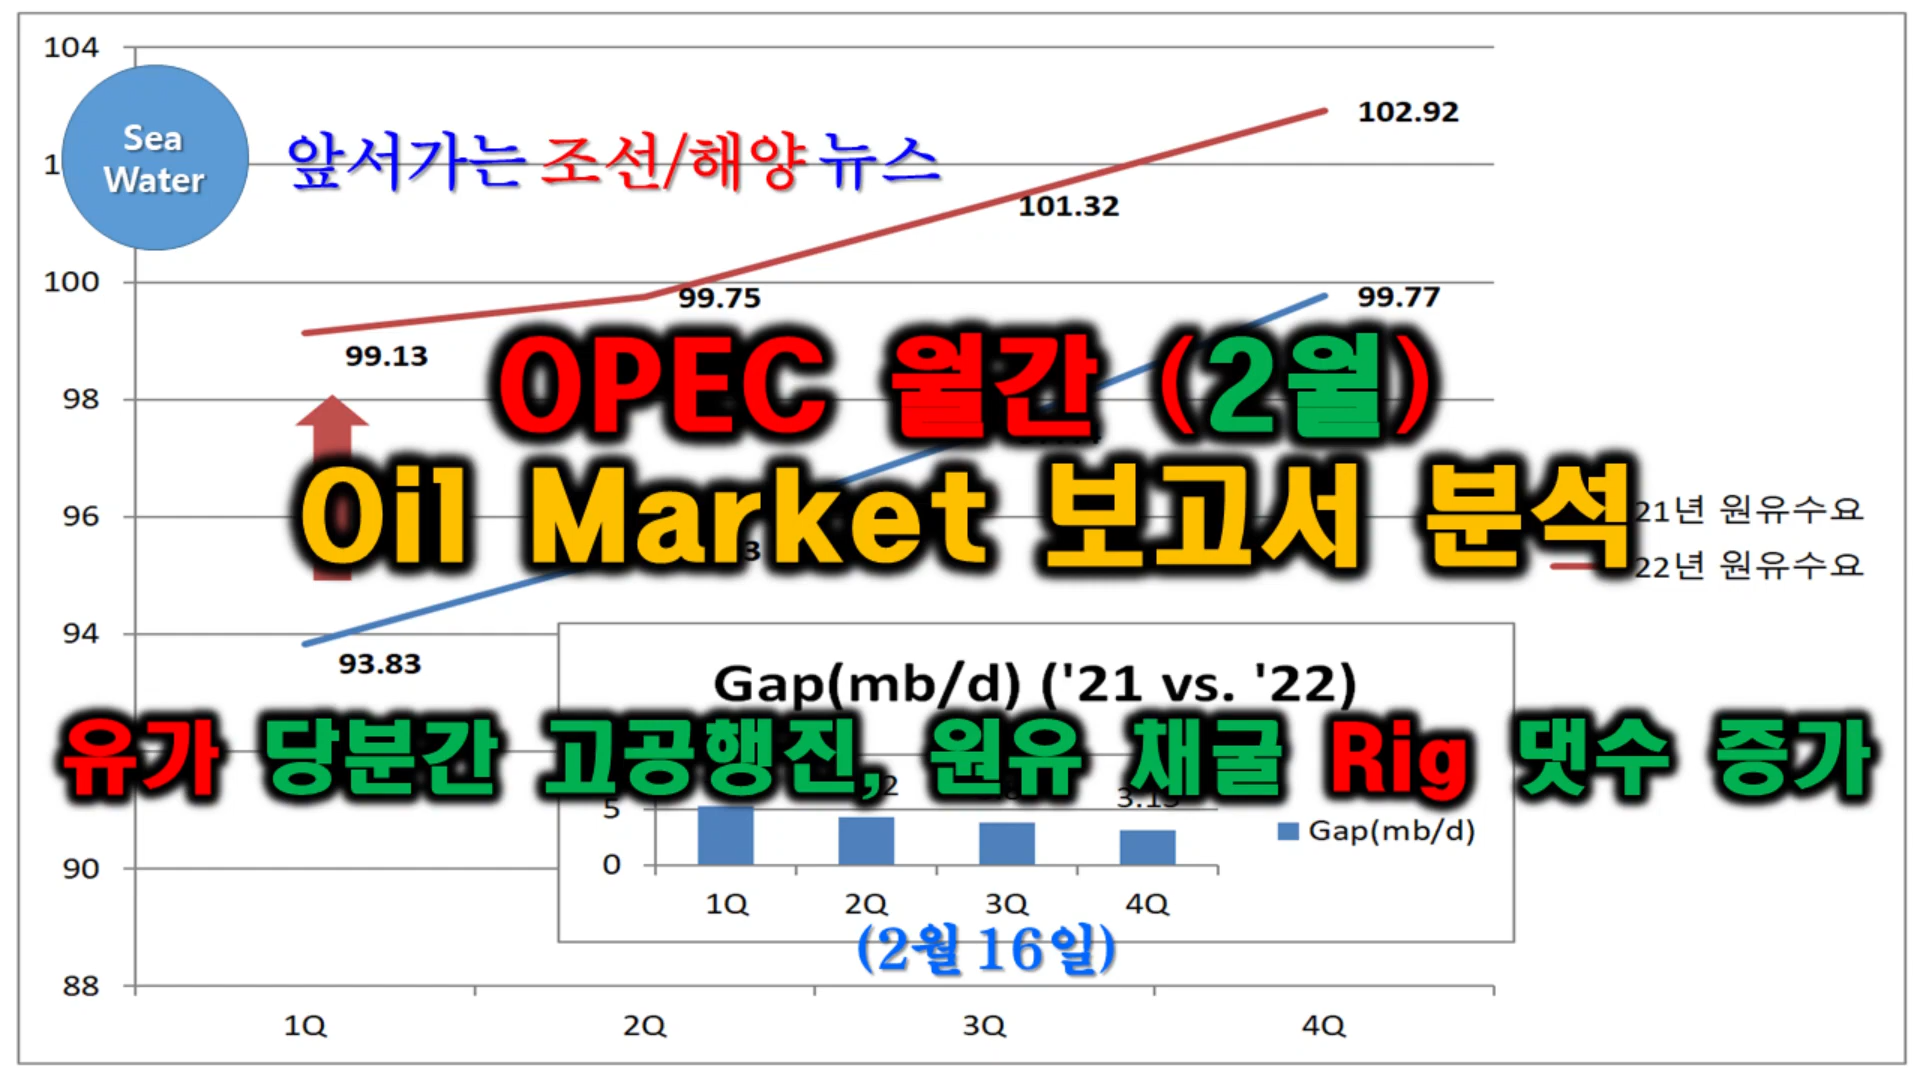 104
Sea
Water
앞서가는 조선/해양 뉴스
102.92
101.32
100
99.75
99.77
99.13
OPEC 월간 (2월)
98
Oil Market 보고서 분석
96
21년 원유수요
22년 원유수요
94
93.83
Gap(mb/d) ('21 vs. '22)
유가 당분간 고공행진, 원유 채굴 Rig 댓수 증가
5
Gap(mb/d)
0
90
1Q 2Q 3Q 4Q
(2월 16일)
88
1Q 2Q 3Q 4Q